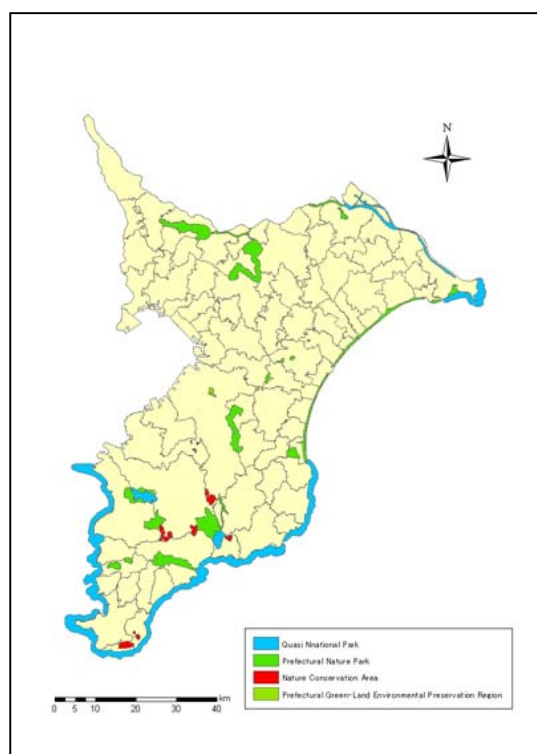 N
Quasi Nnational Park
Prefectural Nature Park
Nature Conservation Area
Prefectural Green-Land Environmental Preservation Region
km
0 5 10 20 30 40